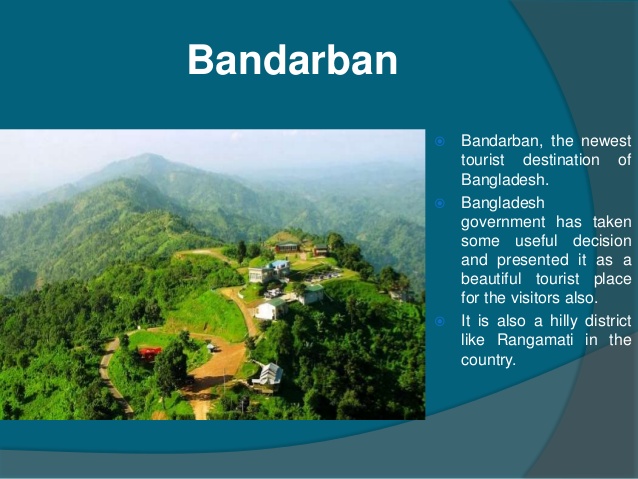 Bandarban
Bandarban, the newest
tourist destination of
Bangladesh.
Bangladesh
government has taken
some useful decision
and presented it as a
beautiful tourist place
for the visitors also.
It is also a hilly district
like Rangamati in the
country.